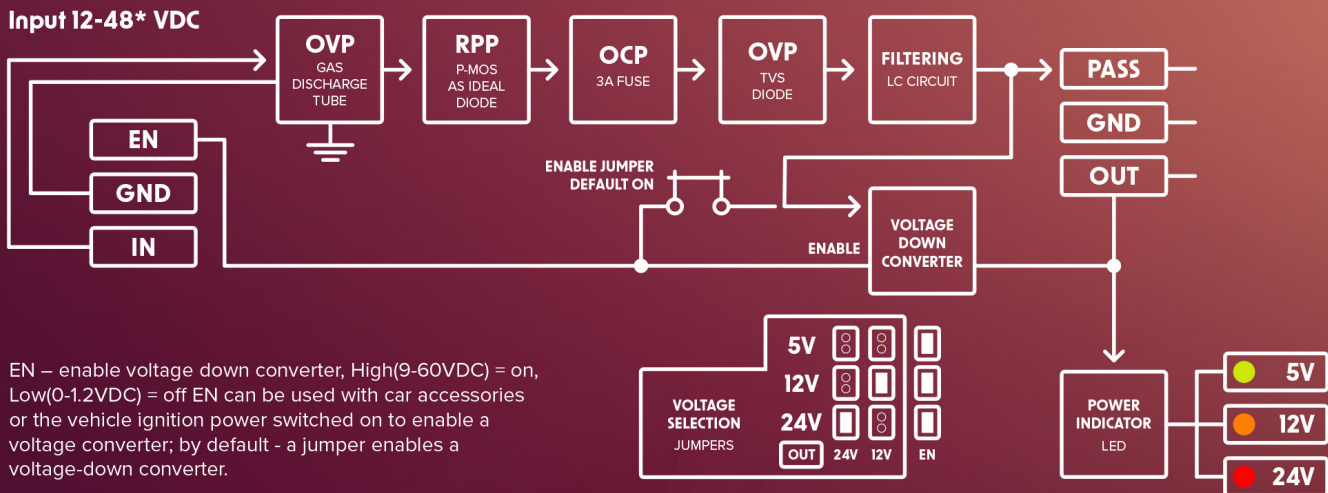 Input 12-48* VDC
OVP
GAS
DISCHARGE
TUBE
RPP
P-MOS
AS IDEAL
DIODE
OCP
3A FUSE
OVP
TVS
DIODE
FILTERING
LC CIRCUIT
PASS
GND
OUT
EN
GND
IN
ENABLE JUMPER
DEFAULT ON
ENABLE
VOLTAGE
DOWN
CONVERTER
EN – enable voltage down converter, High(9-60VDC) = on,
Low(0-1.2VDC) = off EN can be used with car accessories
or the vehicle ignition power switched on to enable a
voltage converter; by default - a jumper enables a
voltage-down converter.
VOLTAGE
SELECTION
JUMPERS
5V
12V
24V
OUT 24V 12V EN
POWER
INDICATOR
LED
5V
12V
24V